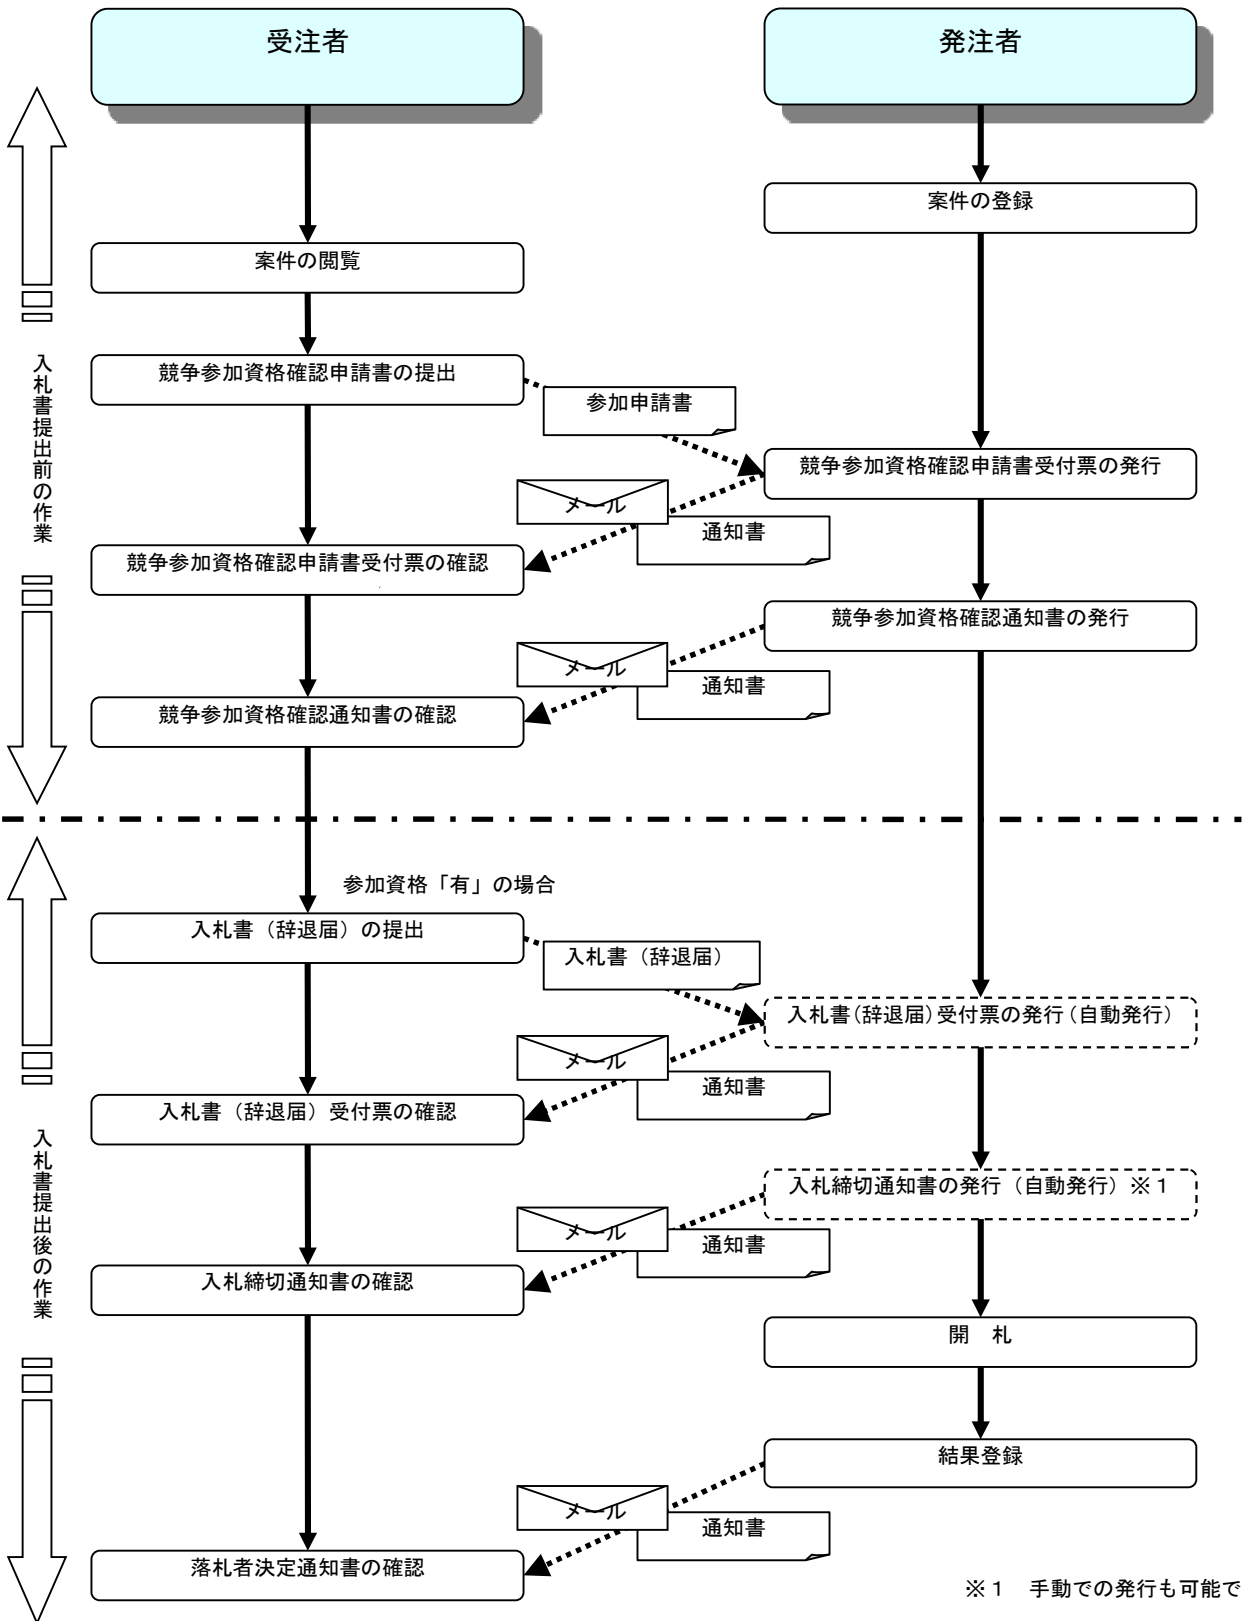 受注者
発注者
案件の登録
案件の閲覧
競争参加資格確認申請書の提出
参加申請書
競争参加資格確認申請書受付票の発行
メール
通知書
競争参加資格確認申請書受付票の確認
競争参加資格確認通知書の発行
メール
通知書
競争参加資格確認通知書の確認
入札書提出前の作業
参加資格「有」の場合
入札書（辞退届）の提出
入札書（辞退届）
入札書(辞退届)受付票の発行(自動発行)
メール
通知書
入札書（辞退届）受付票の確認
入札締切通知書の発行（自動発行）※１
メール
通知書
入札締切通知書の確認
開　札
結果登録
メール
通知書
落札者決定通知書の確認
入札書提出後の作業
※１　手動での発行も可能で